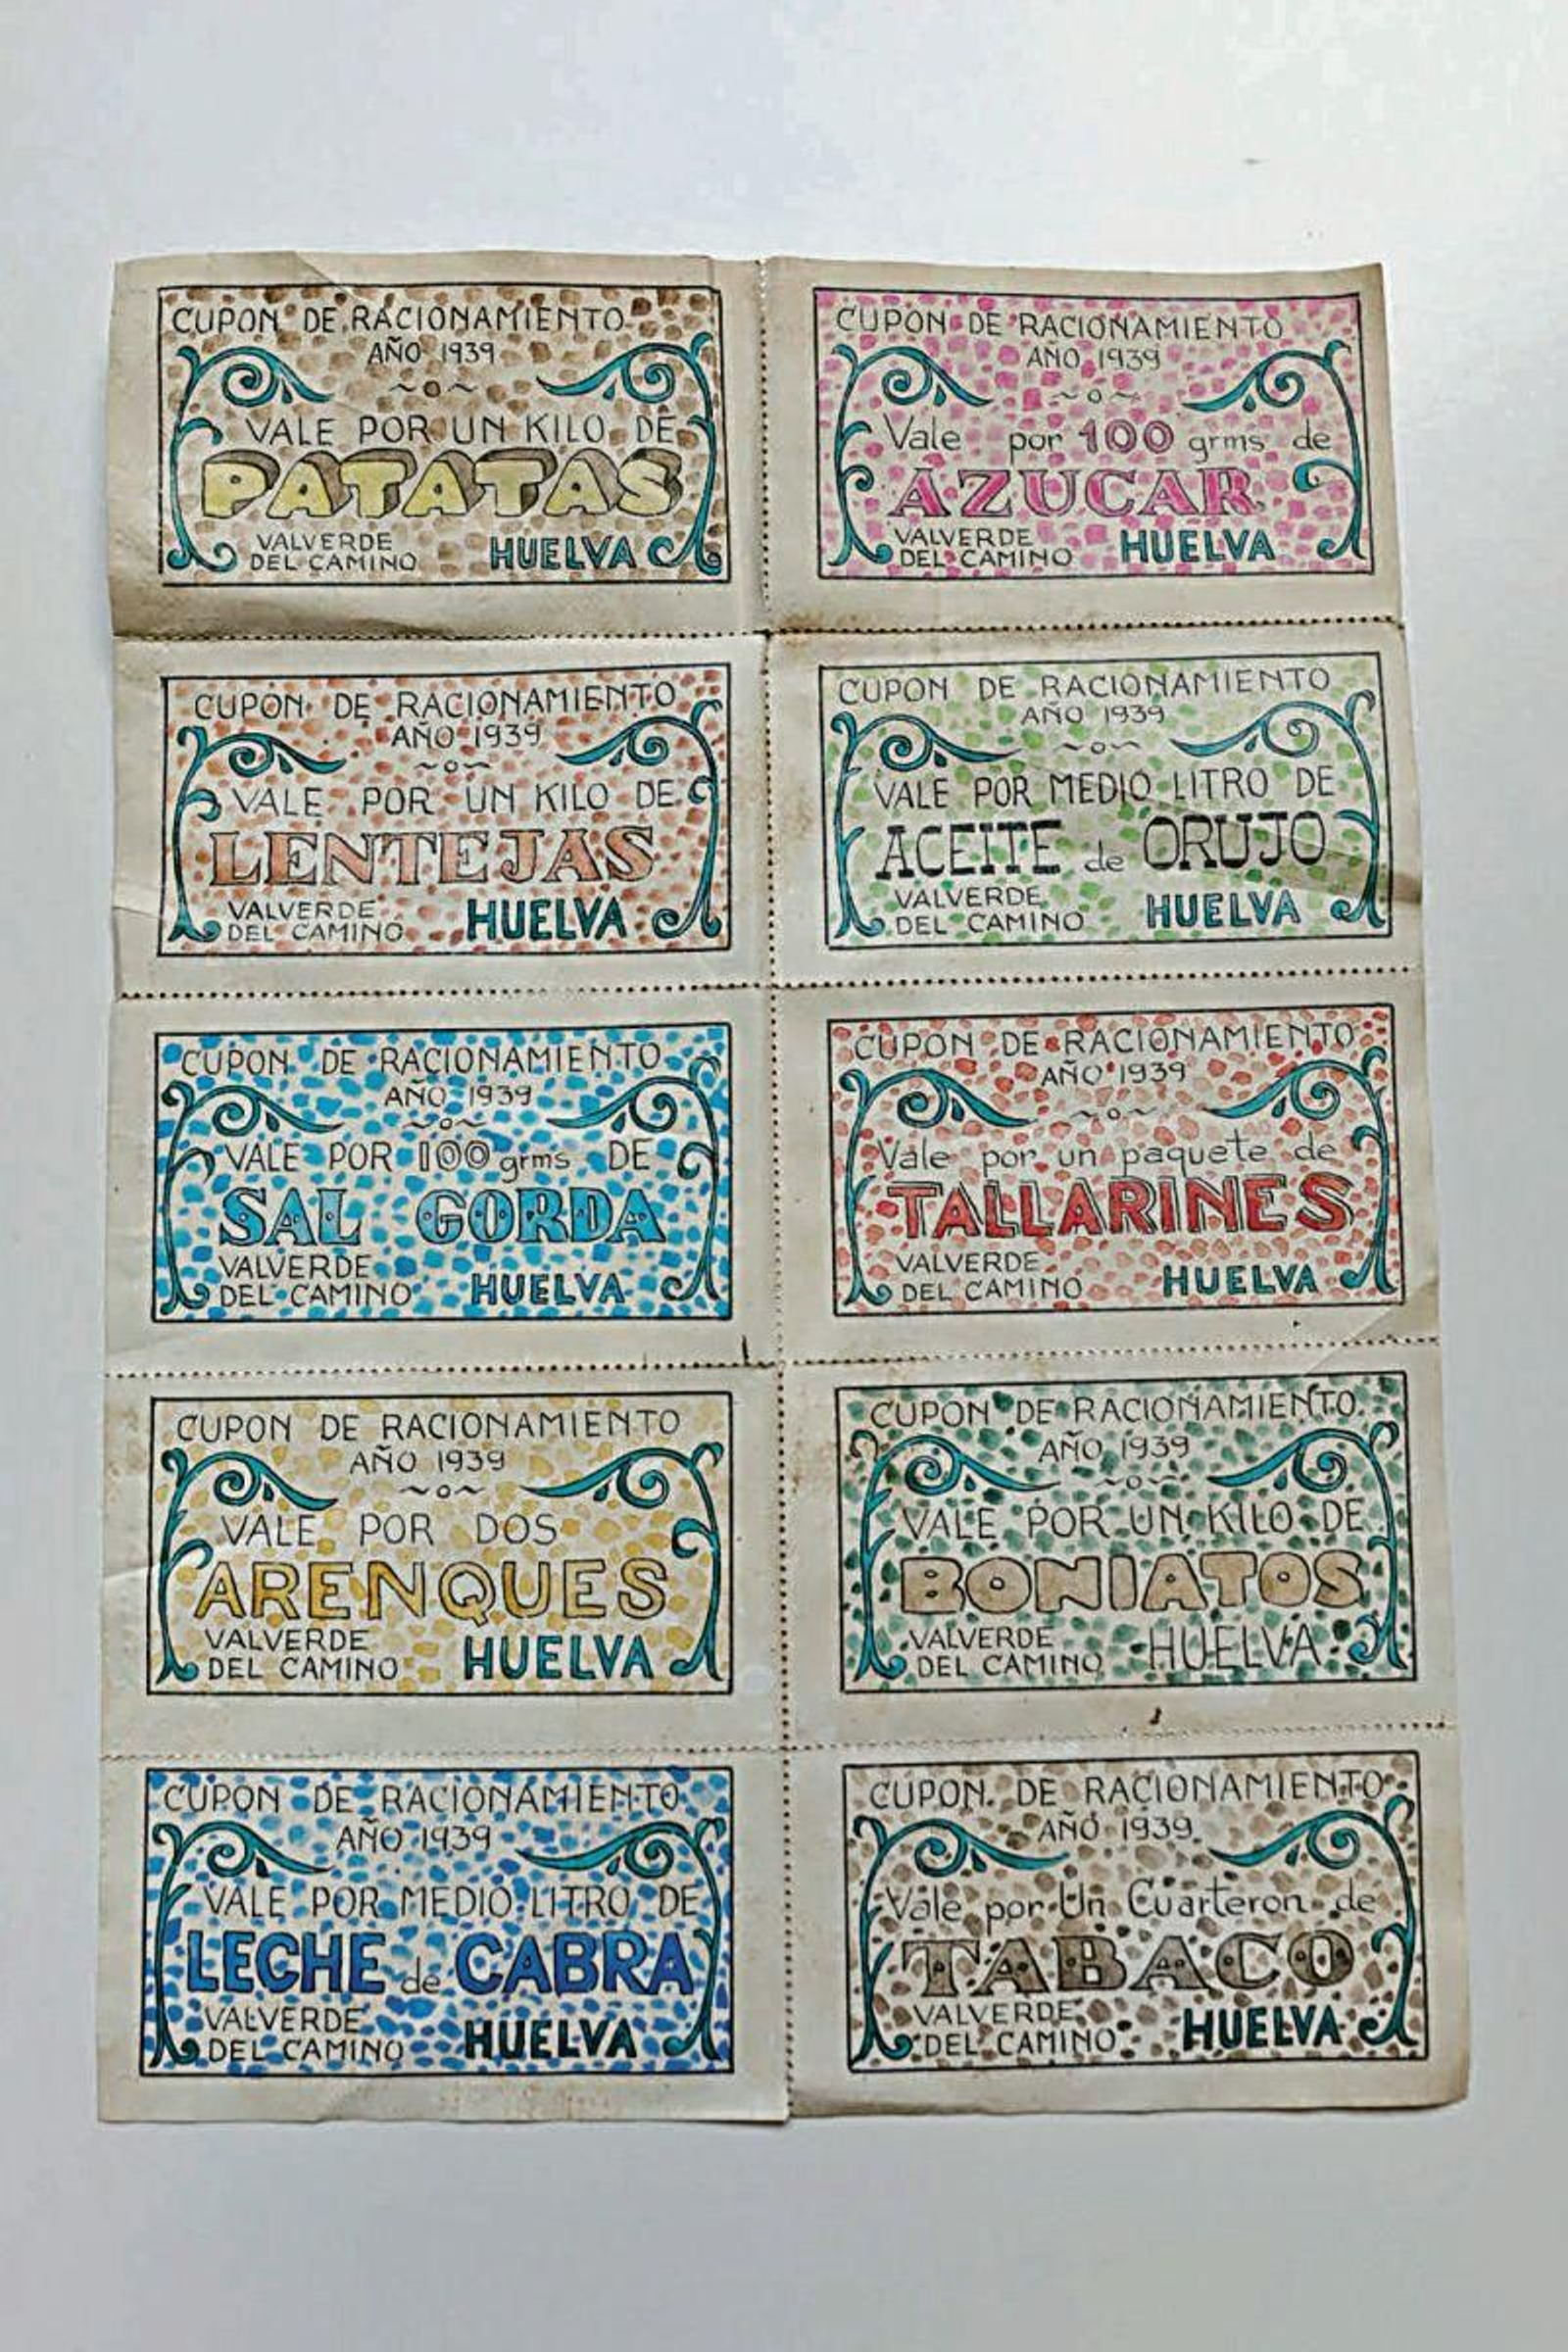 CUPON DE RACIONAMIENTO
AÑO 1939
VALE POR UN KILO DE
PATATAS
VALVERDE
DEL CAMINO HUELVA
CUPON DE RACIONAMIENTO
AÑO 1939
Vale por 100 grms de
AZUCAR
VALVERDE
DEL CAMINO HUELVA
CUPON DE RACIONAMIENTO
AÑO 1939
VALE POR UN KILO DE
LENTEJAS
VALVERDE
DEL CAMINO HUELVA
CUPON DE RACIONAMIENTO
AÑO 1939
VALE POR MEDIO LITRO DE
ACEITE de ORUJO
VALVERDE
DEL CAMINO HUELVA
CUPON DE RACIONAMIENTO
AÑO 1939
VALE POR 100 grms DE
SAL GORDA
VALVERDE
DEL CAMINO HUELVA
CUPON DE RACIONAMIENTO
AÑO 1939
Vale por un paquete de
TALLARINES
VALVERDE
DEL CAMINO HUELVA
CUPON DE RACIONAMIENTO
AÑO 1939
VALE POR DOS
ARENQUES
VALVERDE
DEL CAMINO HUELVA
CUPON DE RACIONAMIENTO
AÑO 1939
VALE POR UN KILO DE
BONIATOS
VALVERDE
DEL CAMINO HUELVA
CUPON DE RACIONAMIENTO
AÑO 1939
VALE POR MEDIO LITRO DE
LECHE de CABRA
VALVERDE
DEL CAMINO HUELVA
CUPON DE RACIONAMIENTO
AÑO 1939
Vale por Un Cuarteron de
TABACO
VALVERDE
DEL CAMINO HUELVA